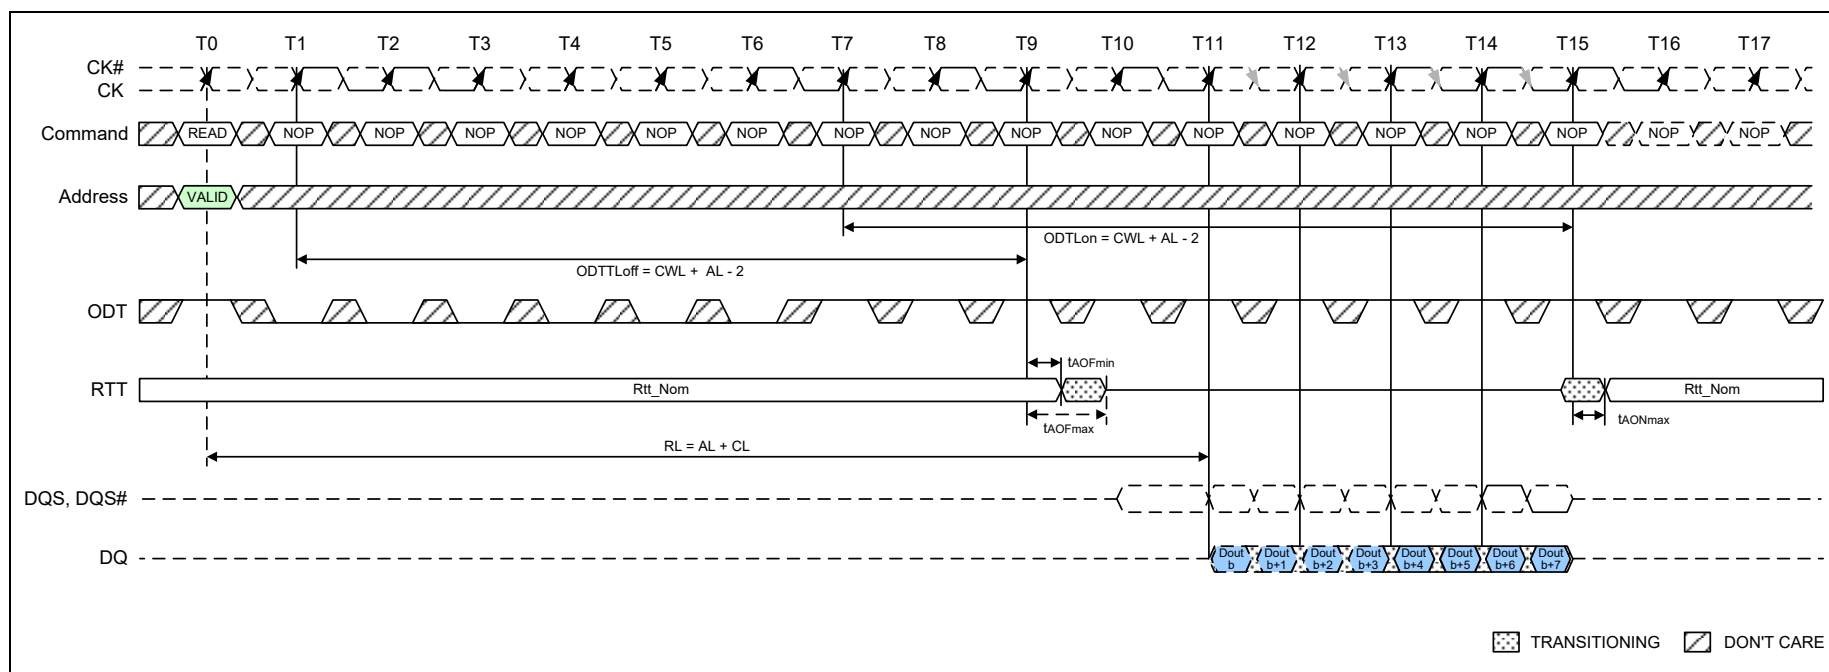 T0 T1 T2 T3 T4 T5 T6 T7 T8 T9 T10 T11 T12 T13 T14 T15 T16 T17
CK#
CK
Command READ NOP NOP NOP NOP NOP NOP NOP NOP NOP NOP NOP NOP NOP NOP NOP NOP NOP
Address VALID
ODTLon = CWL + AL - 2
ODTTLoff = CWL + AL - 2
ODT
tAOFmin
RTT Rtt_Nom Rtt_Nom
tAOFmax tAONmax
RL = AL + CL
DQS, DQS#
DQ
Dout Dout Dout Dout Dout Dout Dout Dout
b b+1 b+2 b+3 b+4 b+5 b+6 b+7
TRANSITIONING DON'T CARE